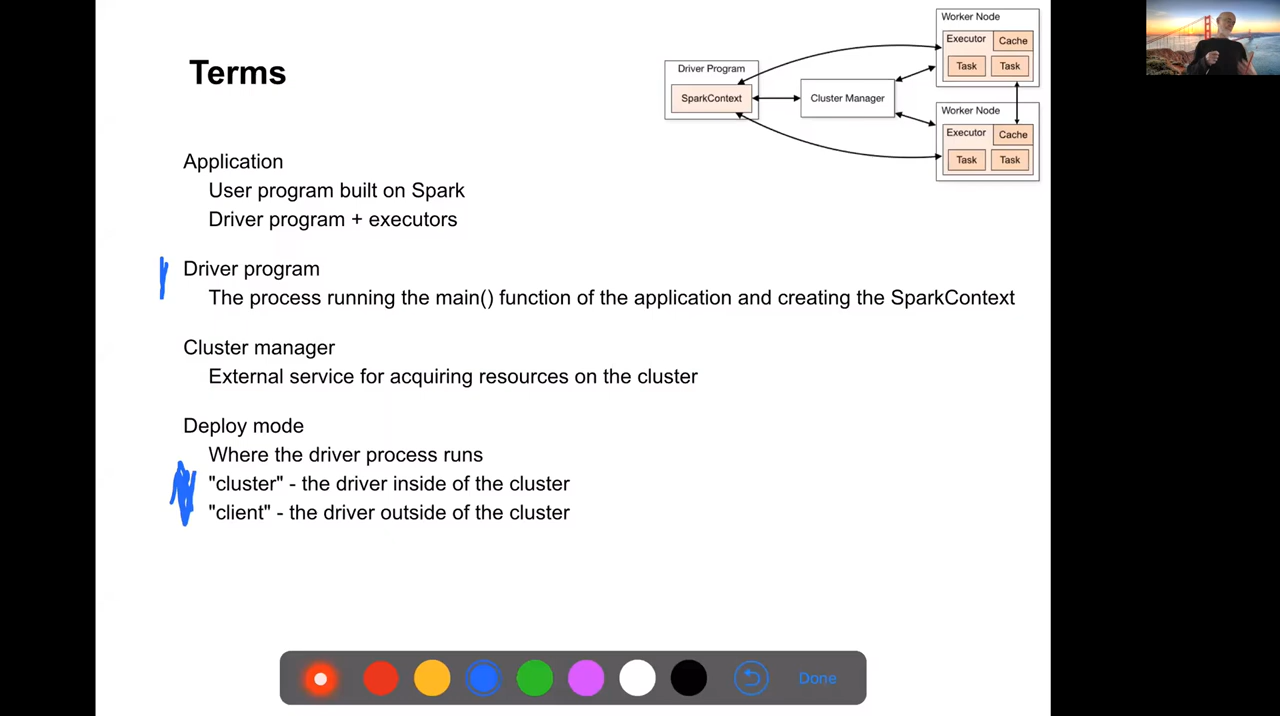 Terms
Driver Program
SparkContext
Cluster Manager
Worker Node
Executor
Cache
Task
Task
Worker Node
Executor
Cache
Task
Task
Application
User program built on Spark
Driver program + executors
Driver program
The process running the main() function of the application and creating the SparkContext
Cluster manager
External service for acquiring resources on the cluster
Deploy mode
Where the driver process runs
"cluster" - the driver inside of the cluster
"client" - the driver outside of the cluster
Done